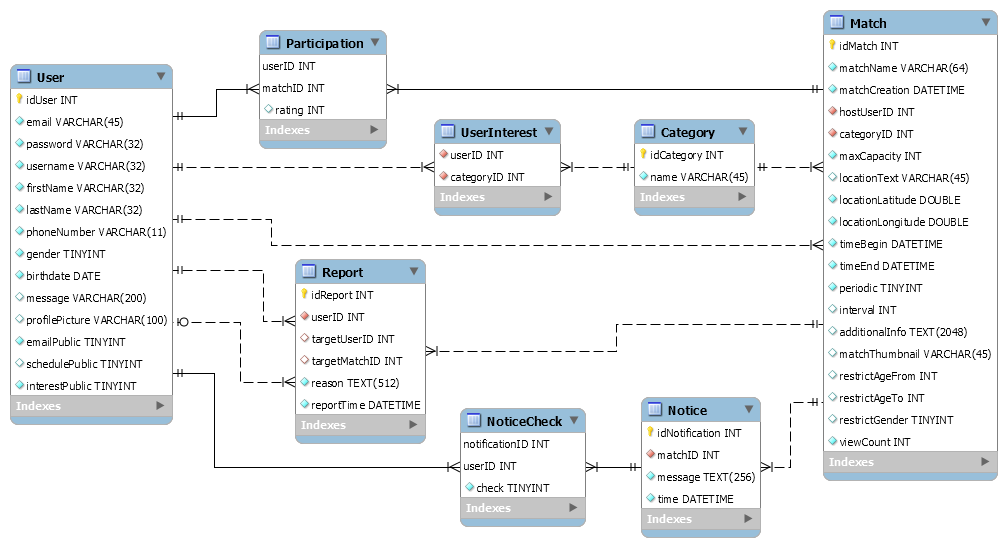 User
idUser INT
email VARCHAR(45)
password VARCHAR(32)
username VARCHAR(32)
firstName VARCHAR(32)
lastName VARCHAR(32)
phoneNumber VARCHAR(11)
gender TINYINT
birthdate DATE
message VARCHAR(200)
profilePicture VARCHAR(100)
emailPublic TINYINT
schedulePublic TINYINT
interestPublic TINYINT
Indexes
Participation
userID INT
matchID INT
rating INT
Indexes
UserInterest
userID INT
categoryID INT
Indexes
Category
idCategory INT
name VARCHAR(45)
Indexes
Report
idReport INT
userID INT
targetUserID INT
targetMatchID INT
reason TEXT(512)
reportTime DATETIME
Indexes
NoticeCheck
notificationID INT
userID INT
check TINYINT
Indexes
Notice
idNotification INT
matchID INT
message TEXT(256)
time DATETIME
Indexes
Match
idMatch INT
matchName VARCHAR(64)
matchCreation DATETIME
hostUserID INT
categoryID INT
maxCapacity INT
locationText VARCHAR(45)
locationLatitude DOUBLE
locationLongitude DOUBLE
timeBegin DATETIME
timeEnd DATETIME
periodic TINYINT
interval INT
additionalInfo TEXT(2048)
matchThumbnail VARCHAR(45)
restrictAgeFrom INT
restrictAgeTo INT
restrictGender TINYINT
viewCount INT
Indexes